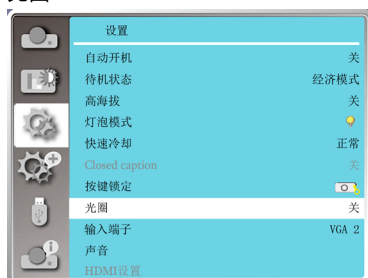 设置
自动开机 关
待机状态 经济模式
高海拔 关
灯泡模式
快速冷却 正常
Closed caption 关
按键锁定
光圈 关
输入端子 VGA 2
声音
HDMI设置